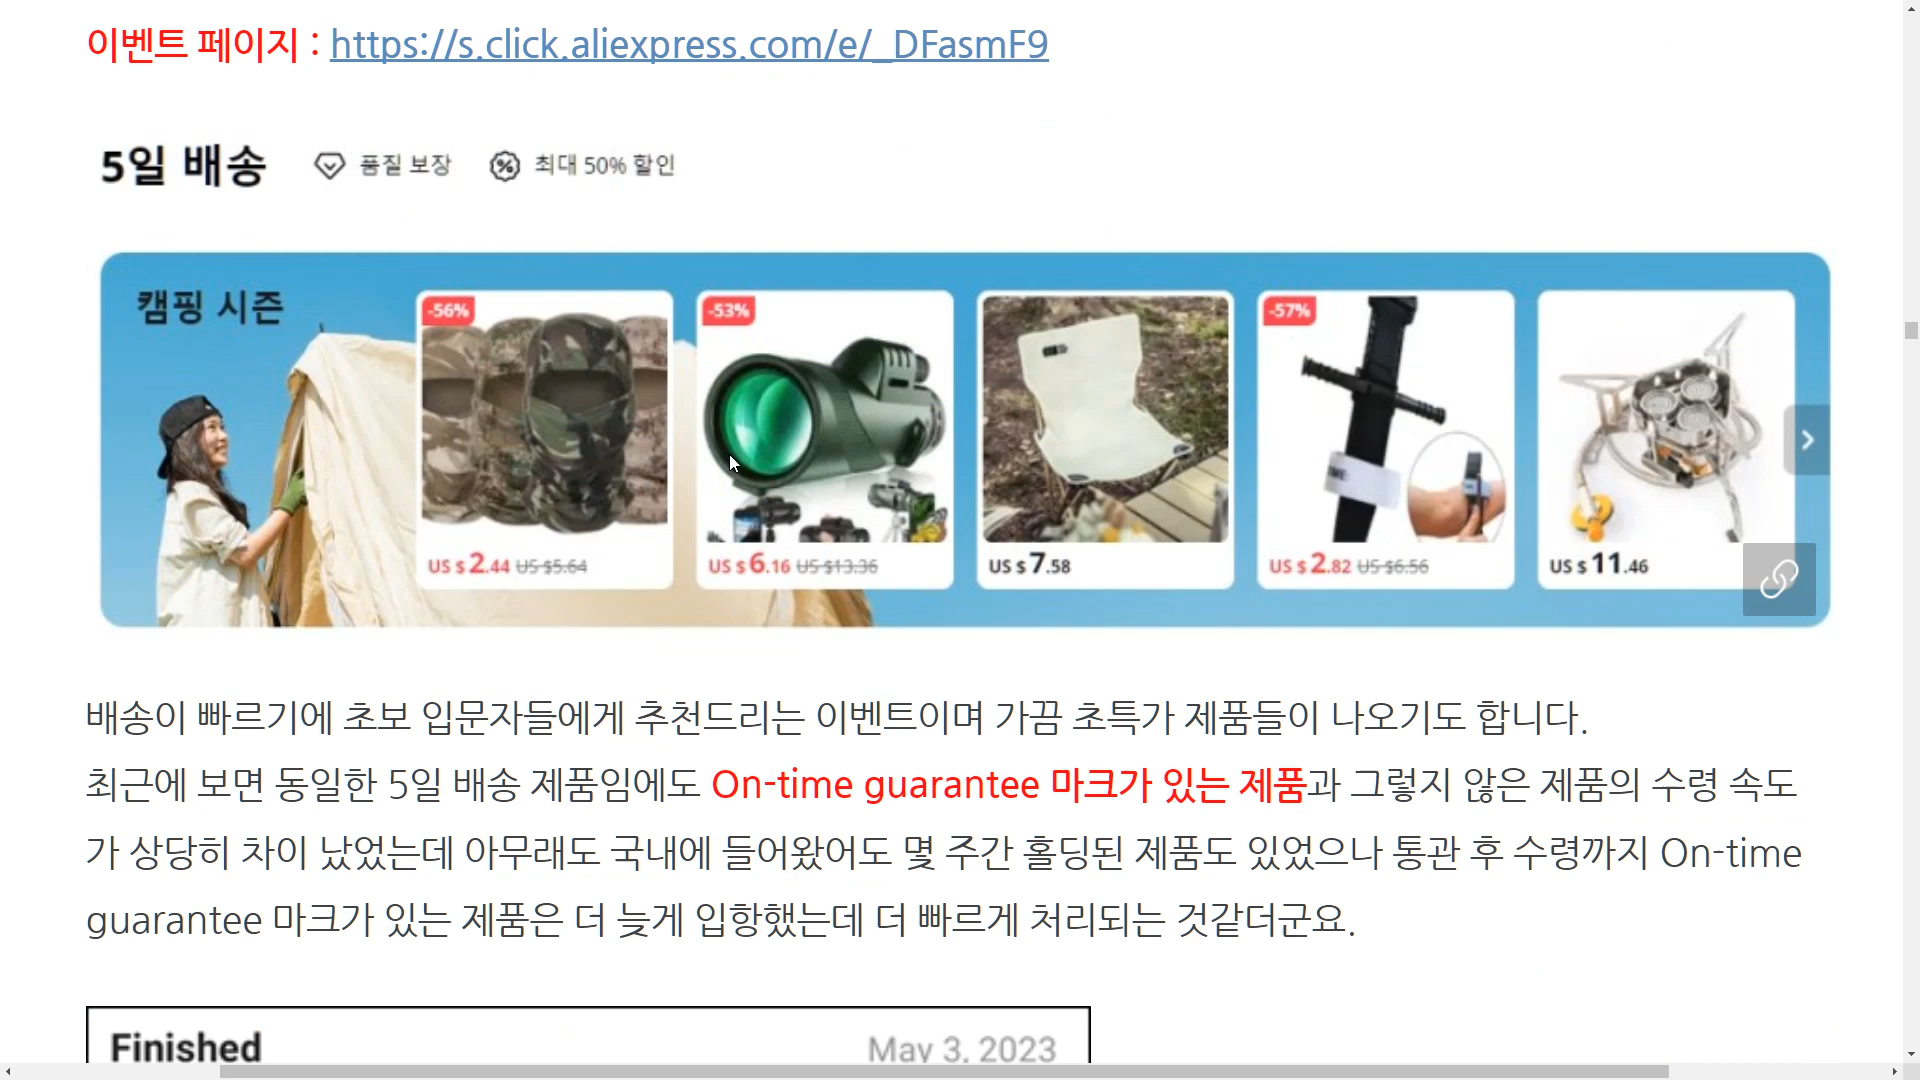 이벤트 페이지 : https://s.click.aliexpress.com/e/_DFasmF9
5일 배송 품질 보장 최대 50% 할인
캠핑 시즌
-56% -53% -57%
US $2.44 US $5.64 US $6.16 US $13.36 US $7.58 US $2.82 US $6.56 US $11.46
배송이 빠르기에 초보 입문자들에게 추천드리는 이벤트이며 가끔 초특가 제품들이 나오기도 합니다.
최근에 보면 동일한 5일 배송 제품임에도 On-time guarantee 마크가 있는 제품과 그렇지 않은 제품의 수령 속도
가 상당히 차이 났었는데 아무래도 국내에 들어왔어도 몇 주간 홀딩된 제품도 있었으나 통관 후 수령까지 On-time
guarantee 마크가 있는 제품은 더 늦게 입항했는데 더 빠르게 처리되는 것같더군요.
Finished May 3, 2023